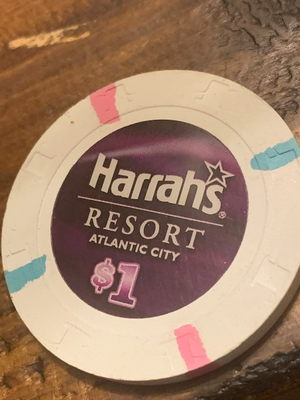 Harrah's®
RESORT
ATLANTIC CITY
$1